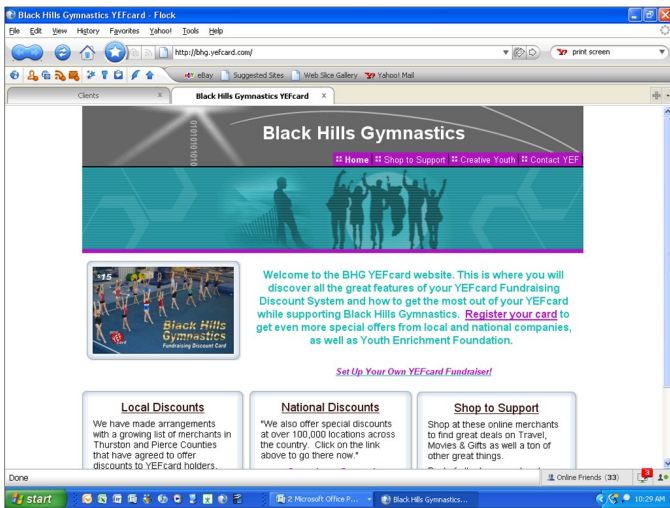 Black Hills Gymnastics YEFcard - Flock
File Edit View History Favorites Yahoo! Tools Help
http://bhg.yefcard.com/
print screen
eBay Suggested Sites Web Slice Gallery Yahoo! Mail
Clients x Black Hills Gymnastics YEFcard x
Black Hills Gymnastics
Home Shop to Support Creative Youth Contact YEF
$15
Black Hills
Gymnastics
Fundraising Discount Card
Welcome to the BHG YEFcard website. This is where you will
discover all the great features of your YEFcard Fundraising
Discount System and how to get the most out of your YEFcard
while supporting Black Hills Gymnastics. Register your card to
get even more special offers from local and national companies,
as well as Youth Enrichment Foundation.
Set Up Your Own YEFcard Fundraiser!
Local Discounts
We have made arrangements
with a growing list of merchants in
Thurston and Pierce Counties
that have agreed to offer
discounts to YEFcard holders.
National Discounts
"We also offer special discounts
at over 100,000 locations across
the country. Click on the link
above to go there now."
Shop to Support
Shop at these online merchants
to find great deals on Travel,
Movies & Gifts as well a ton of
other great things.
Done
Online Friends (33)
3
start
2 Microsoft Office P...
Black Hills Gymnastics...
10:29 AM